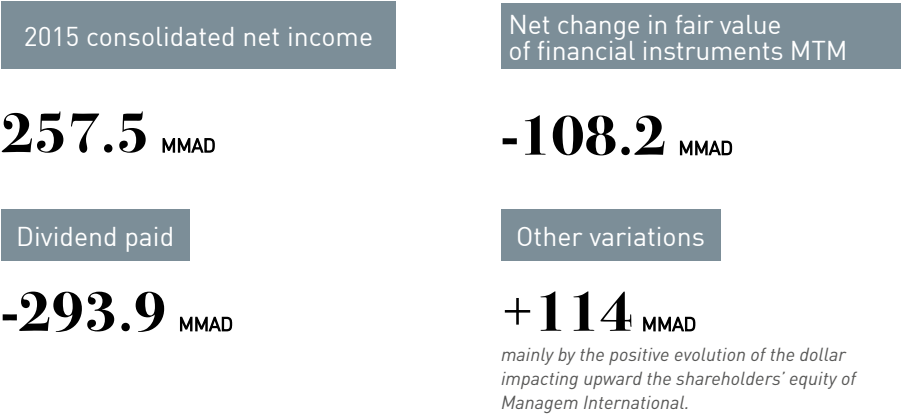 2015 consolidated net income
257.5 MMAD
Net change in fair value
of financial instruments MTM
-108.2 MMAD
Dividend paid
-293.9 MMAD
Other variations
+114 MMAD
mainly by the positive evolution of the dollar
impacting upward the shareholders’ equity of
Managem International.